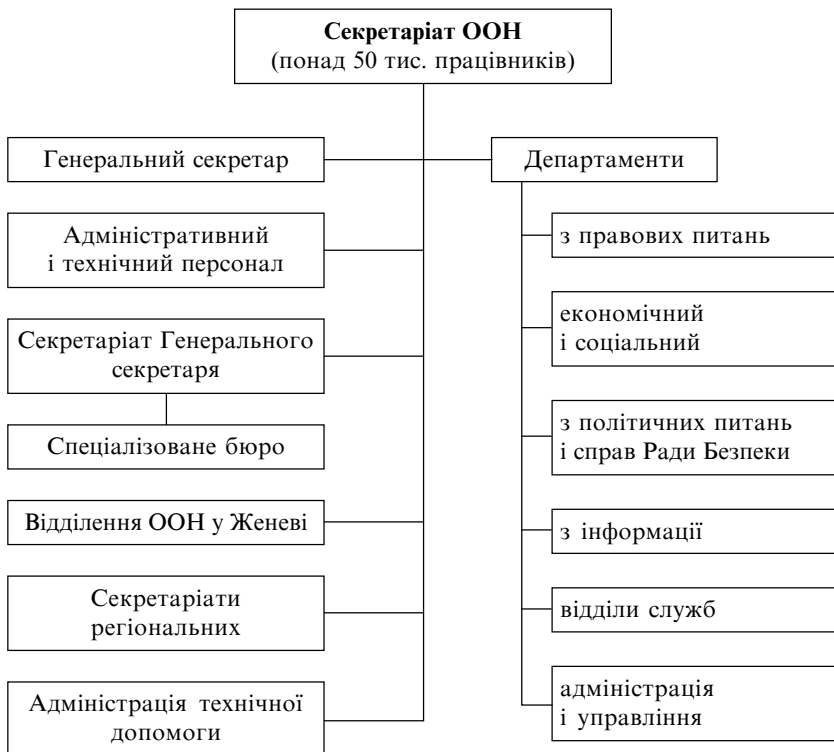 Секретаріат ООН
(понад 50 тис. працівників)
Генеральний секретар
Адміністративний
і технічний персонал
Секретаріат Генерального
секретаря
Спеціалізоване бюро
Відділення ООН у Женеві
Секретаріати
регіональних
Адміністрація технічної
допомоги
Департаменти
з правових питань
економічний
і соціальний
з політичних питань
і справ Ради Безпеки
з інформації
відділи служб
адміністрація
і управління